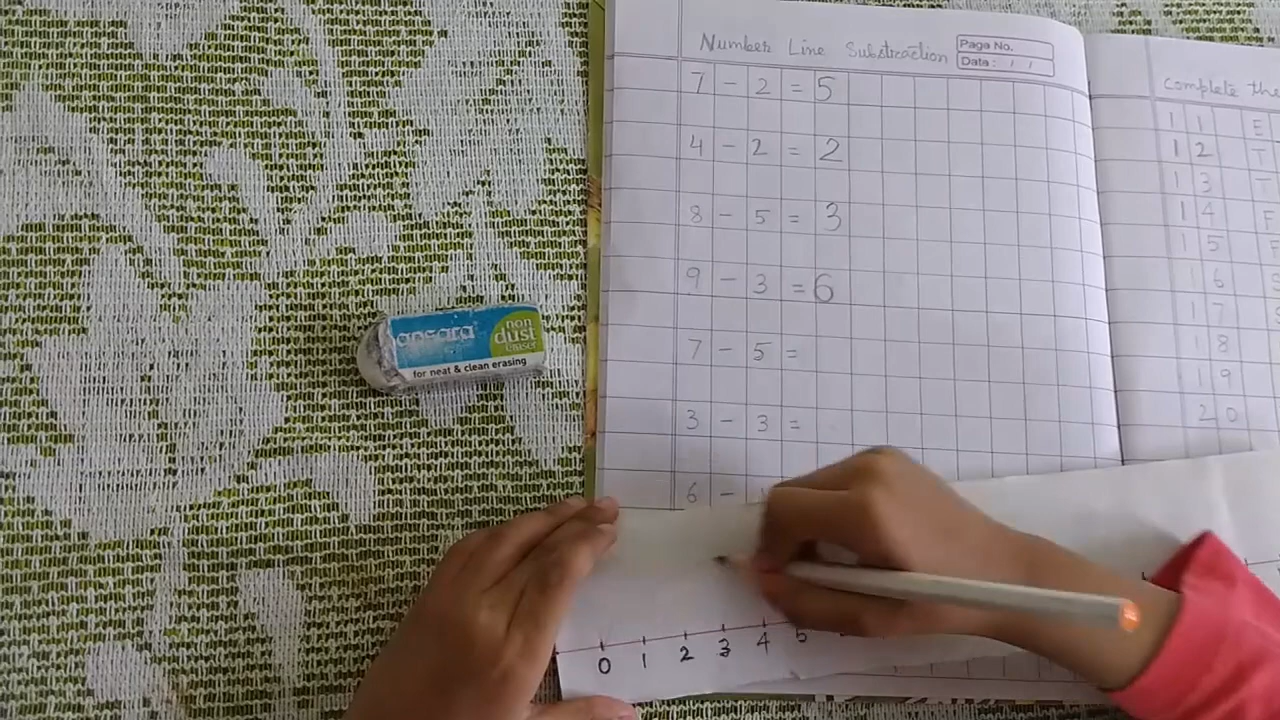 Number Line Substraction
Page No.
Date: / /
7 - 2 = 5
4 - 2 = 2
8 - 5 = 3
9 - 3 = 6
7 - 5 =
3 - 3 =
6 -
Complete the
11 E
12 T
13 T
14 F
15 F
16 S
17 S
18
19
20
apsara
non
dust
eraser
for neat & clean erasing
0 1 2 3 4 5